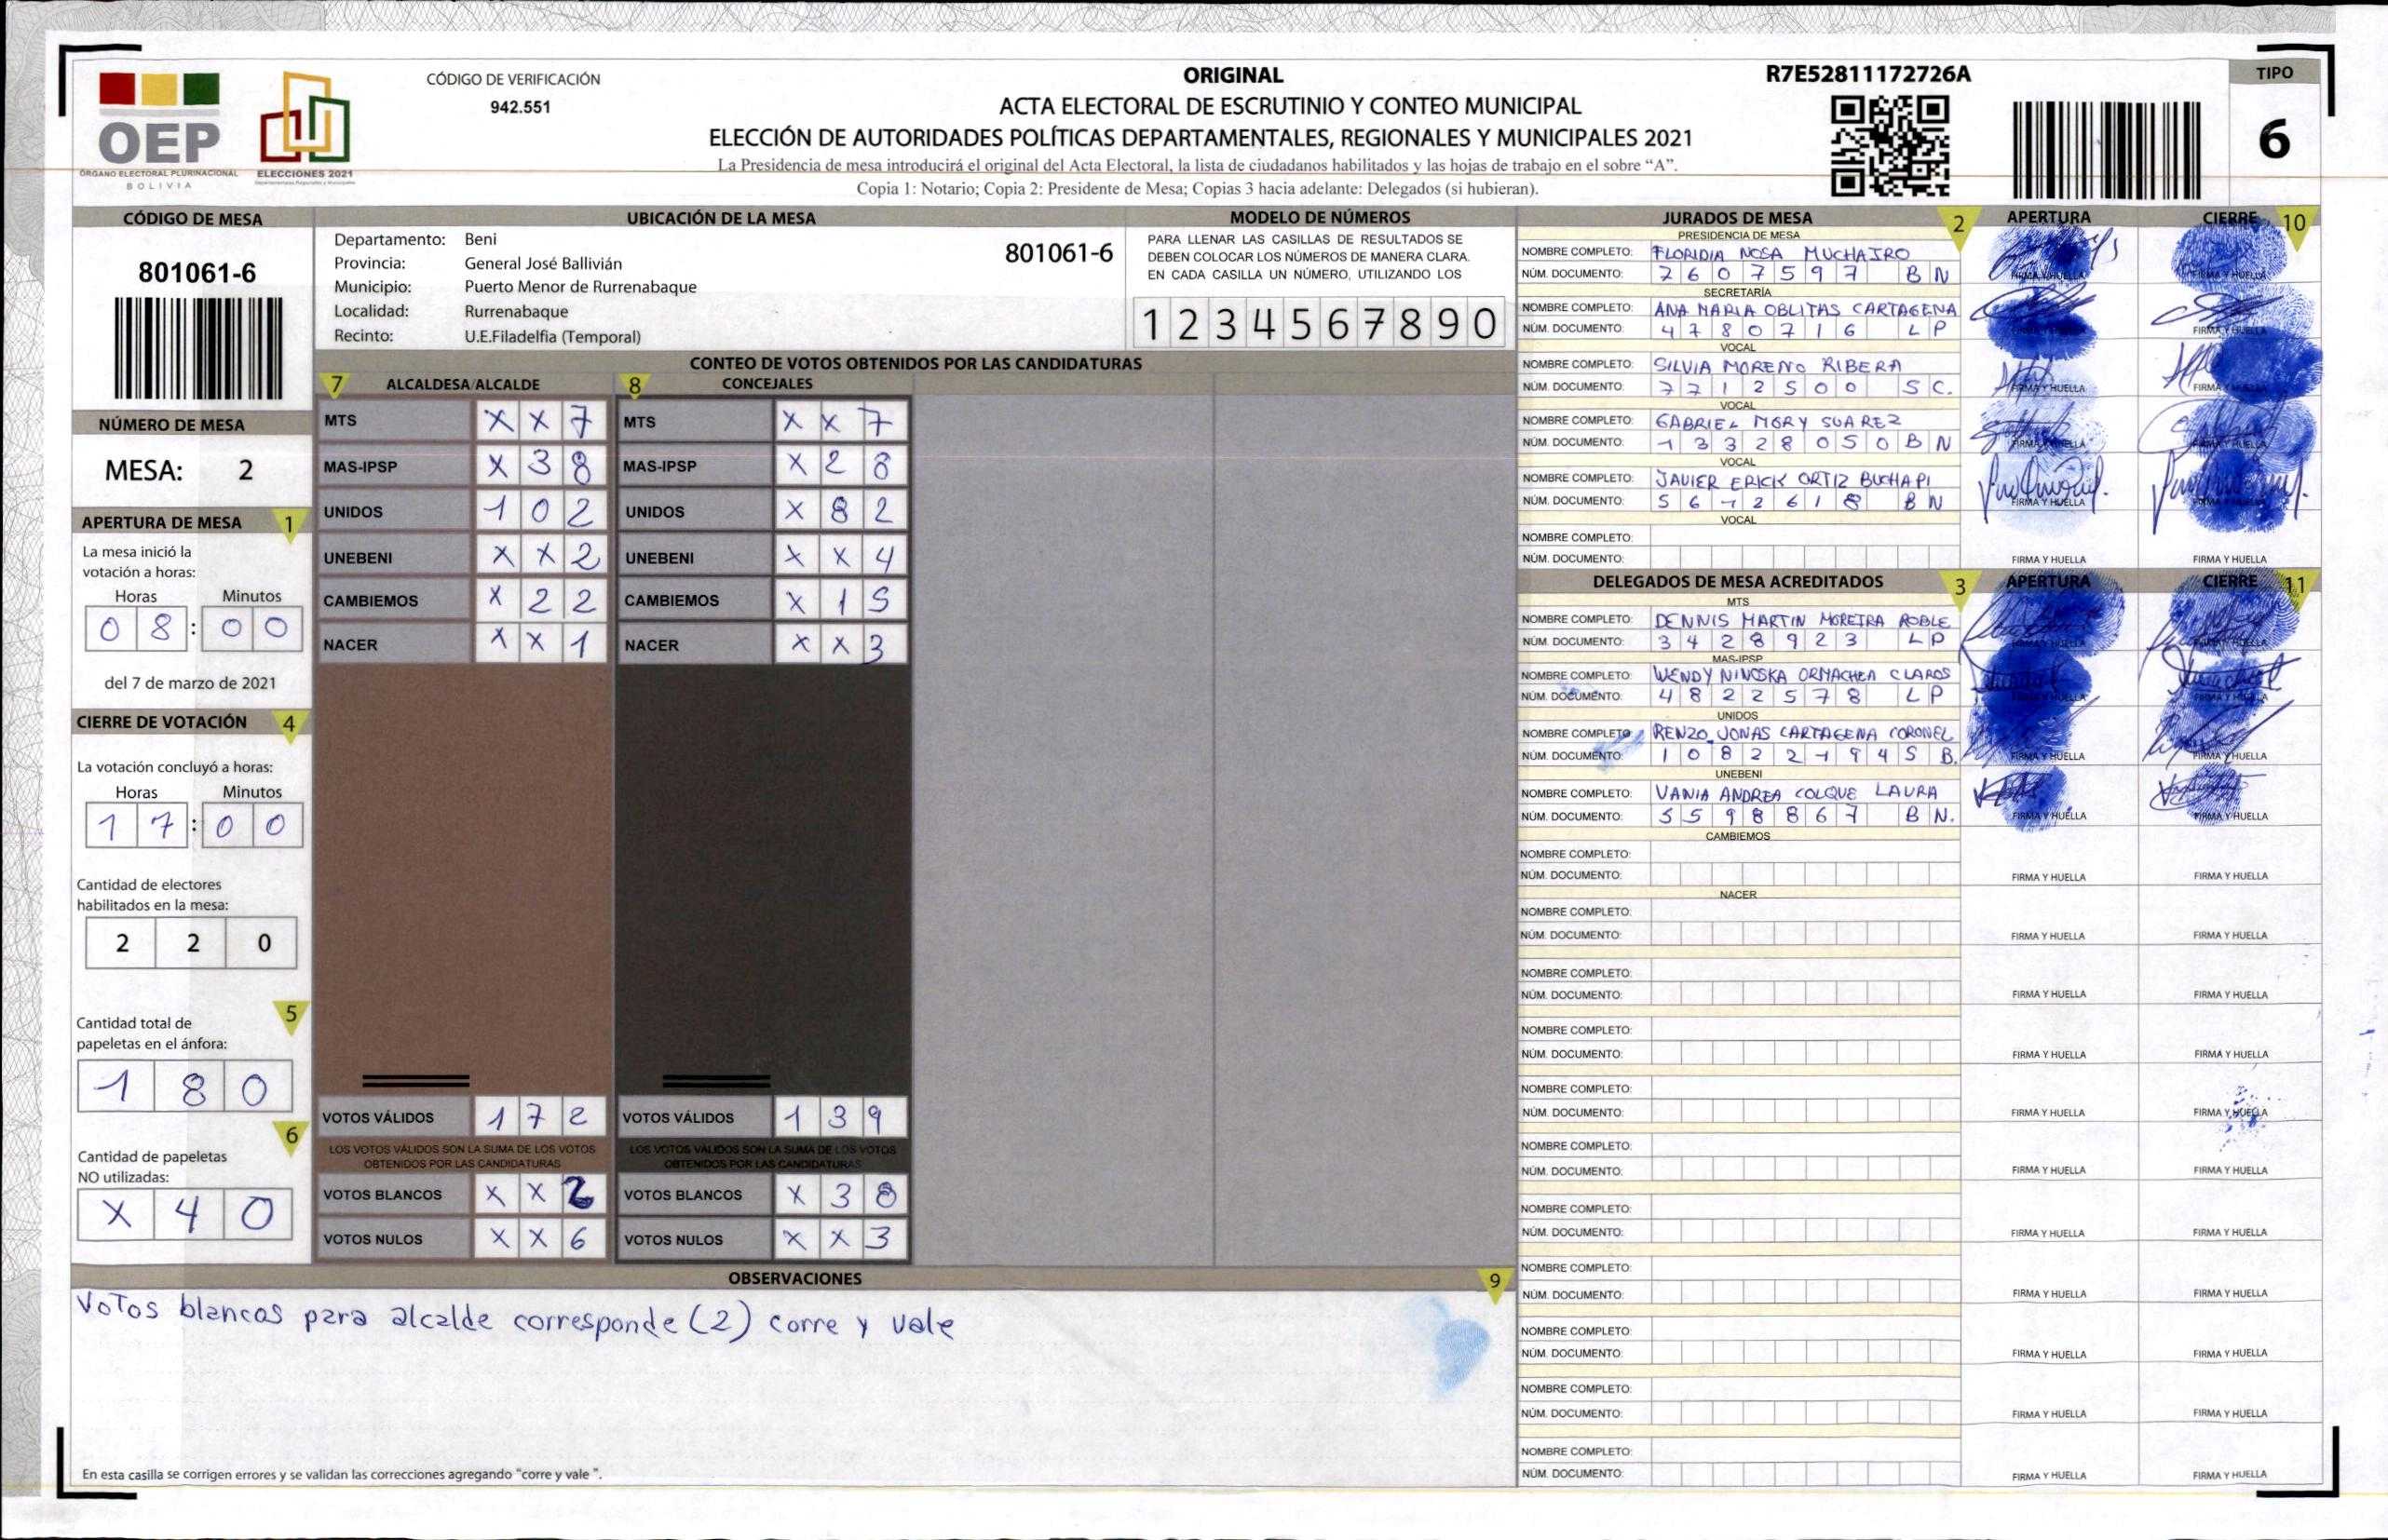 OEP
ÓRGANO ELECTORAL PLURINACIONAL
BOLIVIA
ELECCIONES 2021
CÓDIGO DE VERIFICACIÓN
942.551
ORIGINAL
ACTA ELECTORAL DE ESCRUTINIO Y CONTEO MUNICIPAL
ELECCIÓN DE AUTORIDADES POLÍTICAS DEPARTAMENTALES, REGIONALES Y MUNICIPALES 2021
La Presidencia de mesa introducirá el original del Acta Electoral, la lista de ciudadanos habilitados y las hojas de trabajo en el sobre “A”.
Copia 1: Notario; Copia 2: Presidente de Mesa; Copias 3 hacia adelante: Delegados (si hubieran).
R7E52811172726A
TIPO
6
CÓDIGO DE MESA
801061-6
NÚMERO DE MESA
MESA: 2
APERTURA DE MESA 1
La mesa inició la
votación a horas:
Horas Minutos
0 8 : 0 0
del 7 de marzo de 2021
CIERRE DE VOTACIÓN 4
La votación concluyó a horas:
Horas Minutos
1 7 : 0 0
Cantidad de electores
habilitados en la mesa:
2 2 0
5
Cantidad total de
papeletas en el ánfora:
1 8 0
6
Cantidad de papeletas
NO utilizadas:
X 4 0
UBICACIÓN DE LA MESA
Departamento: Beni
801061-6
Provincia: General José Ballivián
Municipio: Puerto Menor de Rurrenabaque
Localidad: Rurrenabaque
Recinto: U.E.Filadelfia (Temporal)
MODELO DE NÚMEROS
PARA LLENAR LAS CASILLAS DE RESULTADOS SE
DEBEN COLOCAR LOS NÚMEROS DE MANERA CLARA.
EN CADA CASILLA UN NÚMERO, UTILIZANDO LOS
1 2 3 4 5 6 7 8 9 0
CONTEO DE VOTOS OBTENIDOS POR LAS CANDIDATURAS
7 ALCALDESA/ALCALDE 8 CONCEJALES
MTS X X 7 MTS X X 7
MAS-IPSP X 3 8 MAS-IPSP X 2 8
UNIDOS 1 0 2 UNIDOS X 8 2
UNEBENI X X 2 UNEBENI X X 4
CAMBIEMOS X 2 2 CAMBIEMOS X 1 5
NACER X X 1 NACER X X 3
VOTOS VÁLIDOS 1 7 2 VOTOS VÁLIDOS 1 3 9
LOS VOTOS VÁLIDOS SON LA SUMA DE LOS VOTOS LOS VOTOS VÁLIDOS SON LA SUMA DE LOS VOTOS
OBTENIDOS POR LAS CANDIDATURAS OBTENIDOS POR LAS CANDIDATURAS
VOTOS BLANCOS X X 2 VOTOS BLANCOS X 3 8
VOTOS NULOS X X 6 VOTOS NULOS X X 3
OBSERVACIONES 9
Votos blancos para alcalde corresponde (2) corre y vale
En esta casilla se corrigen errores y se validan las correcciones agregando "corre y vale ".
JURADOS DE MESA 2 APERTURA CIERRE 10
PRESIDENCIA DE MESA
NOMBRE COMPLETO: FLORIDIA NOSA MUCHAIRO
NÚM. DOCUMENTO: 7 6 0 7 5 9 7 B N FIRMA Y HUELLA FIRMA Y HUELLA
SECRETARÍA
NOMBRE COMPLETO: ANA MARIA OBLITAS CARTAGENA
NÚM. DOCUMENTO: 4 7 8 0 7 1 6 L P FIRMA Y HUELLA
VOCAL
NOMBRE COMPLETO: SILVIA MORENO RIBERA
NÚM. DOCUMENTO: 7 7 1 2 5 0 0 S C. FIRMA Y HUELLA FIRMA
VOCAL
NOMBRE COMPLETO: GABRIEL MORY SUAREZ
NÚM. DOCUMENTO: 1 3 3 2 8 0 5 0 B N FIRMA Y HUELLA FIRMA Y HUELLA
VOCAL
NOMBRE COMPLETO: JAVIER ERICK ORTIZ BUCHAPI
NÚM. DOCUMENTO: 5 6 1 2 6 1 8 B N FIRMA Y HUELLA FIRMA Y HUELLA
VOCAL
NOMBRE COMPLETO:
NÚM. DOCUMENTO: FIRMA Y HUELLA FIRMA Y HUELLA
DELEGADOS DE MESA ACREDITADOS 3 APERTURA CIERRE 11
MTS
NOMBRE COMPLETO: DENNIS MARTIN MOREIRA ROBLE
NÚM. DOCUMENTO: 3 4 2 8 9 2 3 L P FIRMA Y HUELLA FIRMA Y HUELLA
MAS-IPSP
NOMBRE COMPLETO: WENDY NINOSKA ORMACHEA CLAROS
NÚM. DOCUMENTO: 4 8 2 2 5 7 8 L P FIRMA Y HUELLA FIRMA Y HUELLA
UNIDOS
NOMBRE COMPLETO: RENZO JONAS CARTAGENA CORONEL
NÚM. DOCUMENTO: 1 0 8 2 2 1 9 4 5 B. FIRMA Y HUELLA FIRMA Y HUELLA
UNEBENI
NOMBRE COMPLETO: VANIA ANDREA COLQUE LAURA
NÚM. DOCUMENTO: 5 5 9 8 8 6 7 B N. FIRMA Y HUELLA FIRMA Y HUELLA
CAMBIEMOS
NOMBRE COMPLETO:
NÚM. DOCUMENTO: FIRMA Y HUELLA FIRMA Y HUELLA
NACER
NOMBRE COMPLETO:
NÚM. DOCUMENTO: FIRMA Y HUELLA FIRMA Y HUELLA
NOMBRE COMPLETO:
NÚM. DOCUMENTO: FIRMA Y HUELLA FIRMA Y HUELLA
NOMBRE COMPLETO:
NÚM. DOCUMENTO: FIRMA Y HUELLA FIRMA Y HUELLA
NOMBRE COMPLETO:
NÚM. DOCUMENTO: FIRMA Y HUELLA FIRMA Y HUELLA
NOMBRE COMPLETO:
NÚM. DOCUMENTO: FIRMA Y HUELLA FIRMA Y HUELLA
NOMBRE COMPLETO:
NÚM. DOCUMENTO: FIRMA Y HUELLA FIRMA Y HUELLA
NOMBRE COMPLETO:
NÚM. DOCUMENTO: FIRMA Y HUELLA FIRMA Y HUELLA
NOMBRE COMPLETO:
NÚM. DOCUMENTO: FIRMA Y HUELLA FIRMA Y HUELLA
NOMBRE COMPLETO:
NÚM. DOCUMENTO: FIRMA Y HUELLA FIRMA Y HUELLA
NOMBRE COMPLETO:
NÚM. DOCUMENTO: FIRMA Y HUELLA FIRMA Y HUELLA